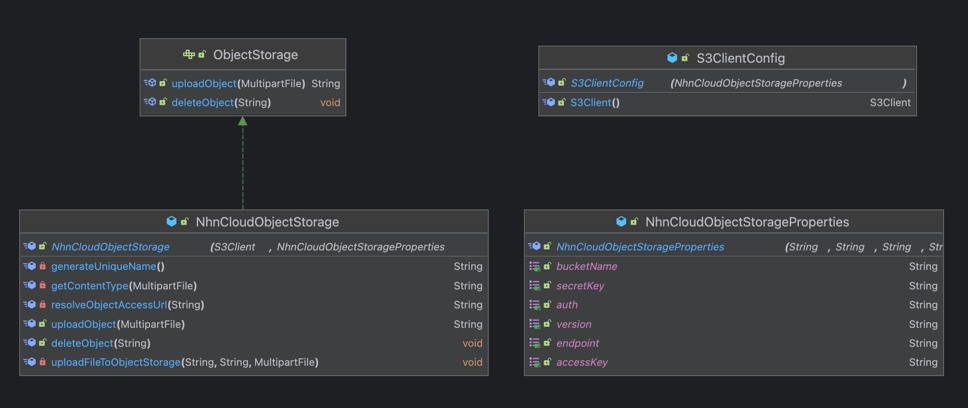 ObjectStorage
uploadObject(MultipartFile) String
deleteObject(String) void
S3ClientConfig
S3ClientConfig (NhnCloudObjectStorageProperties )
S3Client() S3Client
NhnCloudObjectStorage
NhnCloudObjectStorage (S3Client , NhnCloudObjectStorageProperties
generateUniqueName() String
getContentType(MultipartFile) String
resolveObjectAccessUrl(String) String
uploadObject(MultipartFile) String
deleteObject(String) void
uploadFileToObjectStorage(String, String, MultipartFile) void
NhnCloudObjectStorageProperties
NhnCloudObjectStorageProperties (String , String , String , Str
bucketName String
secretKey String
auth String
version String
endpoint String
accessKey String